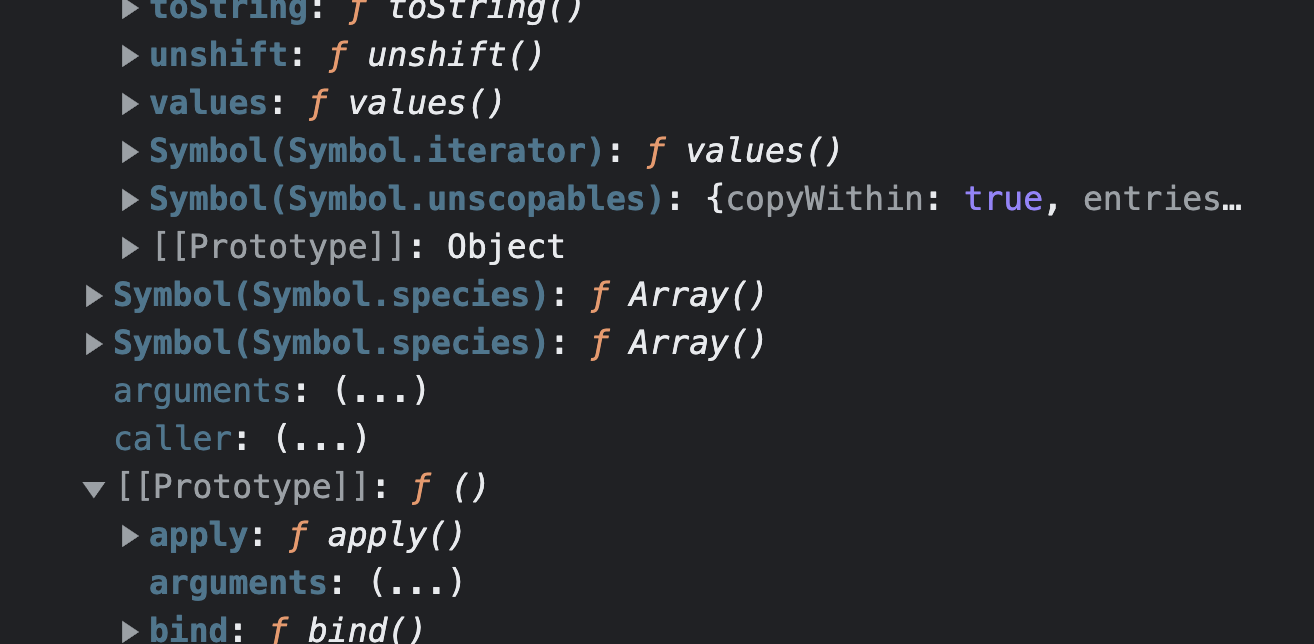 ▶ toString: ƒ toString()
▶ unshift: ƒ unshift()
▶ values: ƒ values()
▶ Symbol(Symbol.iterator): ƒ values()
▶ Symbol(Symbol.unscopables): {copyWithin: true, entries…
▶ [[Prototype]]: Object
▶ Symbol(Symbol.species): ƒ Array()
▶ Symbol(Symbol.species): ƒ Array()
arguments: (...)
caller: (...)
▼ [[Prototype]]: ƒ ()
▶ apply: ƒ apply()
arguments: (...)
▶ bind: ƒ bind()